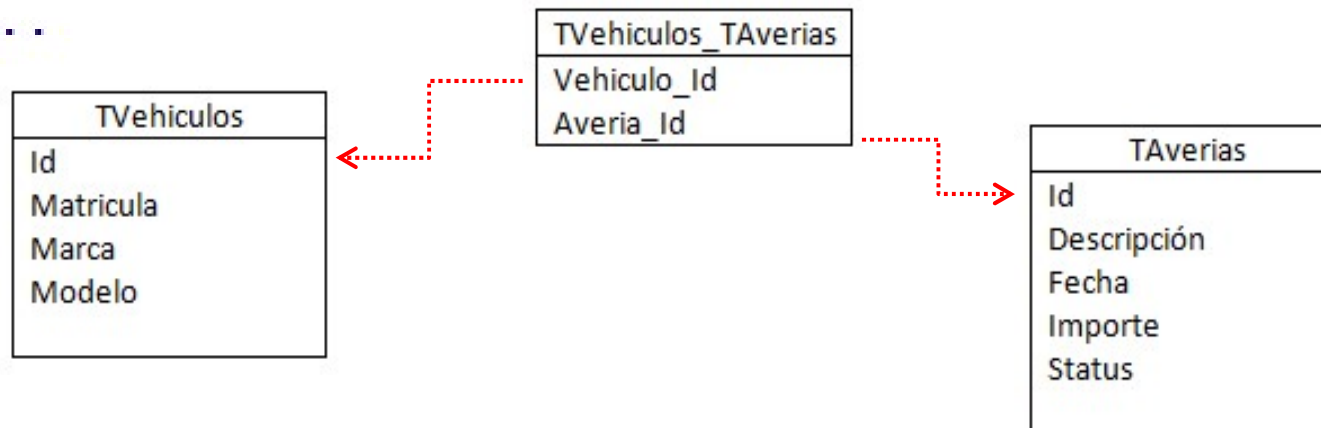 TVehiculos_TAverias
Vehiculo_Id
Averia_Id
TVehiculos
Id
Matricula
Marca
Modelo
TAverias
Id
Descripción
Fecha
Importe
Status